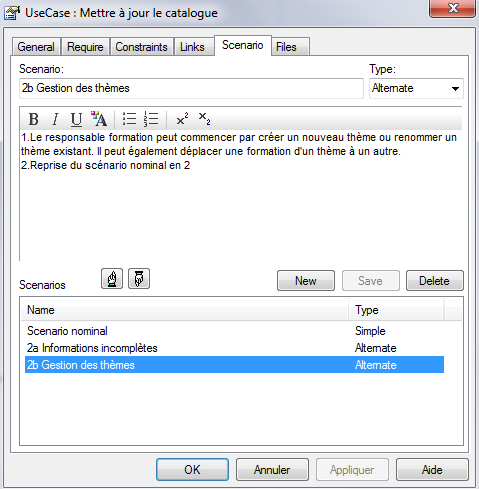 UseCase : Mettre à jour le catalogue
General Require Constraints Links Scenario Files
Scenario: Type:
2b Gestion des thèmes Alternate
B I U A x² x₂
1.Le responsable formation peut commencer par créer un nouveau thème ou renommer un
thème existant. Il peut également déplacer une formation d'un thème à un autre.
2.Reprise du scénario nominal en 2
Scenarios New Save Delete
Name Type
Scenario nominal Simple
2a Informations incomplètes Alternate
2b Gestion des thèmes Alternate
OK Annuler Appliquer Aide